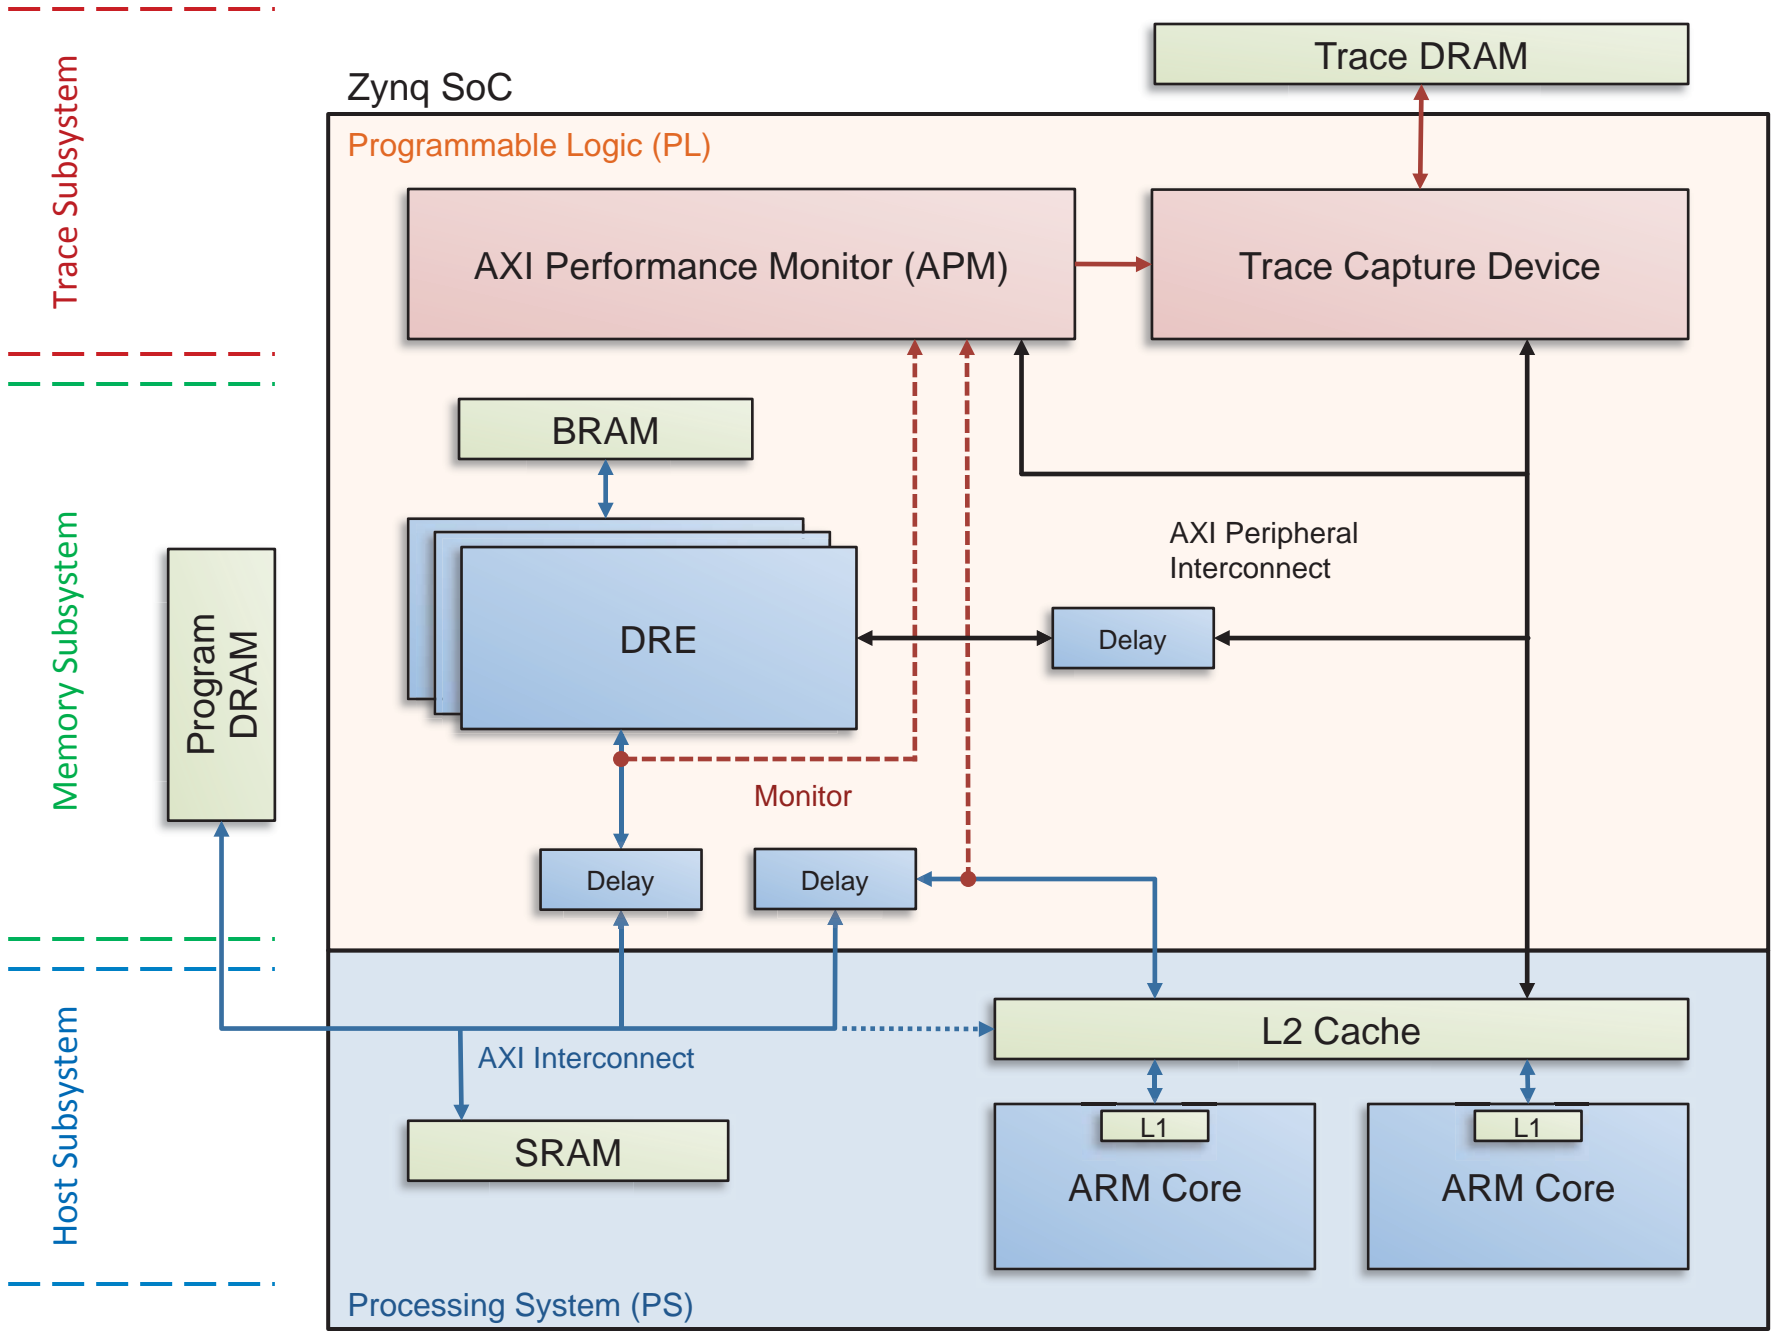 Trace DRAM
Zynq SoC
Trace Subsystem
Programmable Logic (PL)
AXI Performance Monitor (APM)
Trace Capture Device
BRAM
Memory Subsystem
AXI Peripheral
Interconnect
Program
DRAM
DRE
Delay
Monitor
Delay
Delay
Host Subsystem
L2 Cache
AXI Interconnect
L1
L1
SRAM
ARM Core
ARM Core
Processing System (PS)